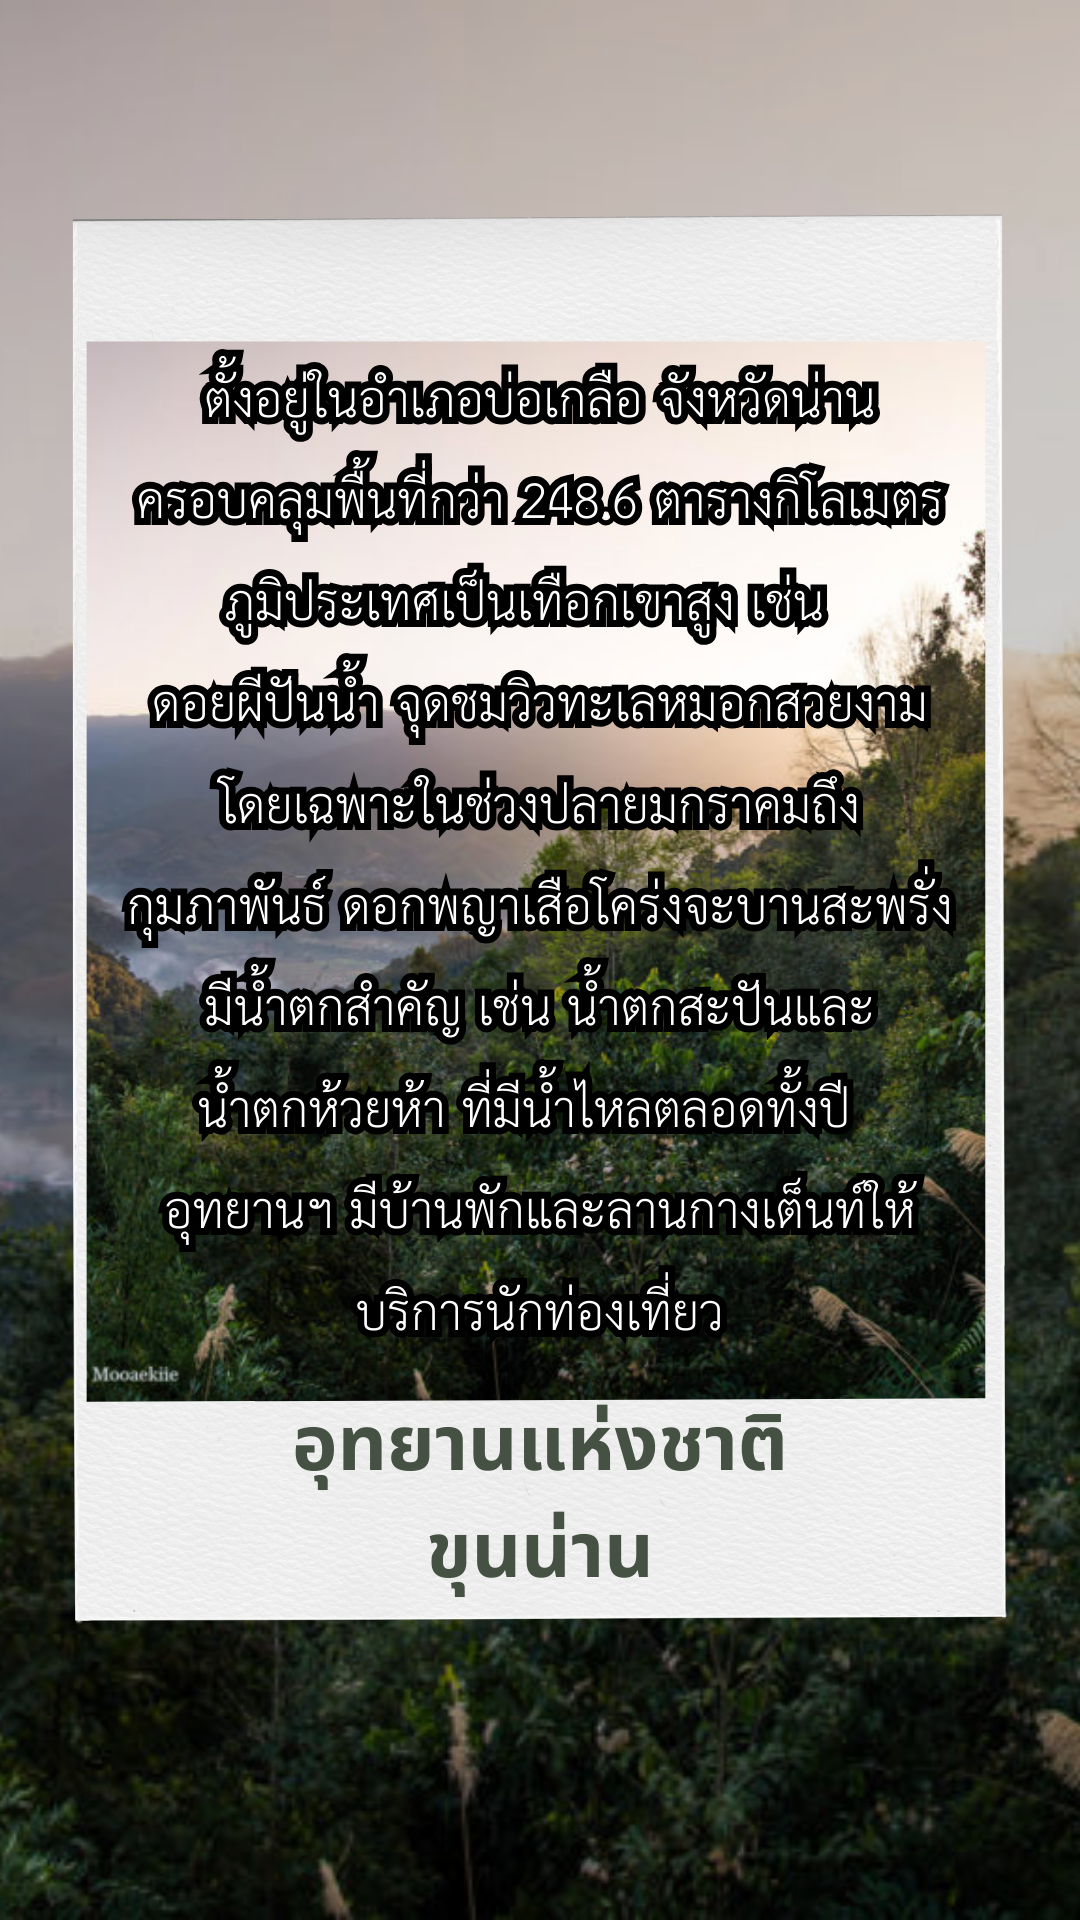 ตั้งอยู่ในอำเภอบ่อเกลือ จังหวัดน่าน
ครอบคลุมพื้นที่กว่า 248.6 ตารางกิโลเมตร
ภูมิประเทศเป็นเทือกเขาสูง เช่น
ดอยผีปันน้ำ จุดชมวิวทะเลหมอกสวยงาม
โดยเฉพาะในช่วงปลายมกราคมถึง
กุมภาพันธ์ ดอกพญาเสือโคร่งจะบานสะพรั่ง
มีน้ำตกสำคัญ เช่น น้ำตกสะปันและ
น้ำตกห้วยห้า ที่มีน้ำไหลตลอดทั้งปี
อุทยานฯ มีบ้านพักและลานกางเต็นท์ให้
บริการนักท่องเที่ยว
Mooaekiie
อุทยานแห่งชาติ
ขุนน่าน